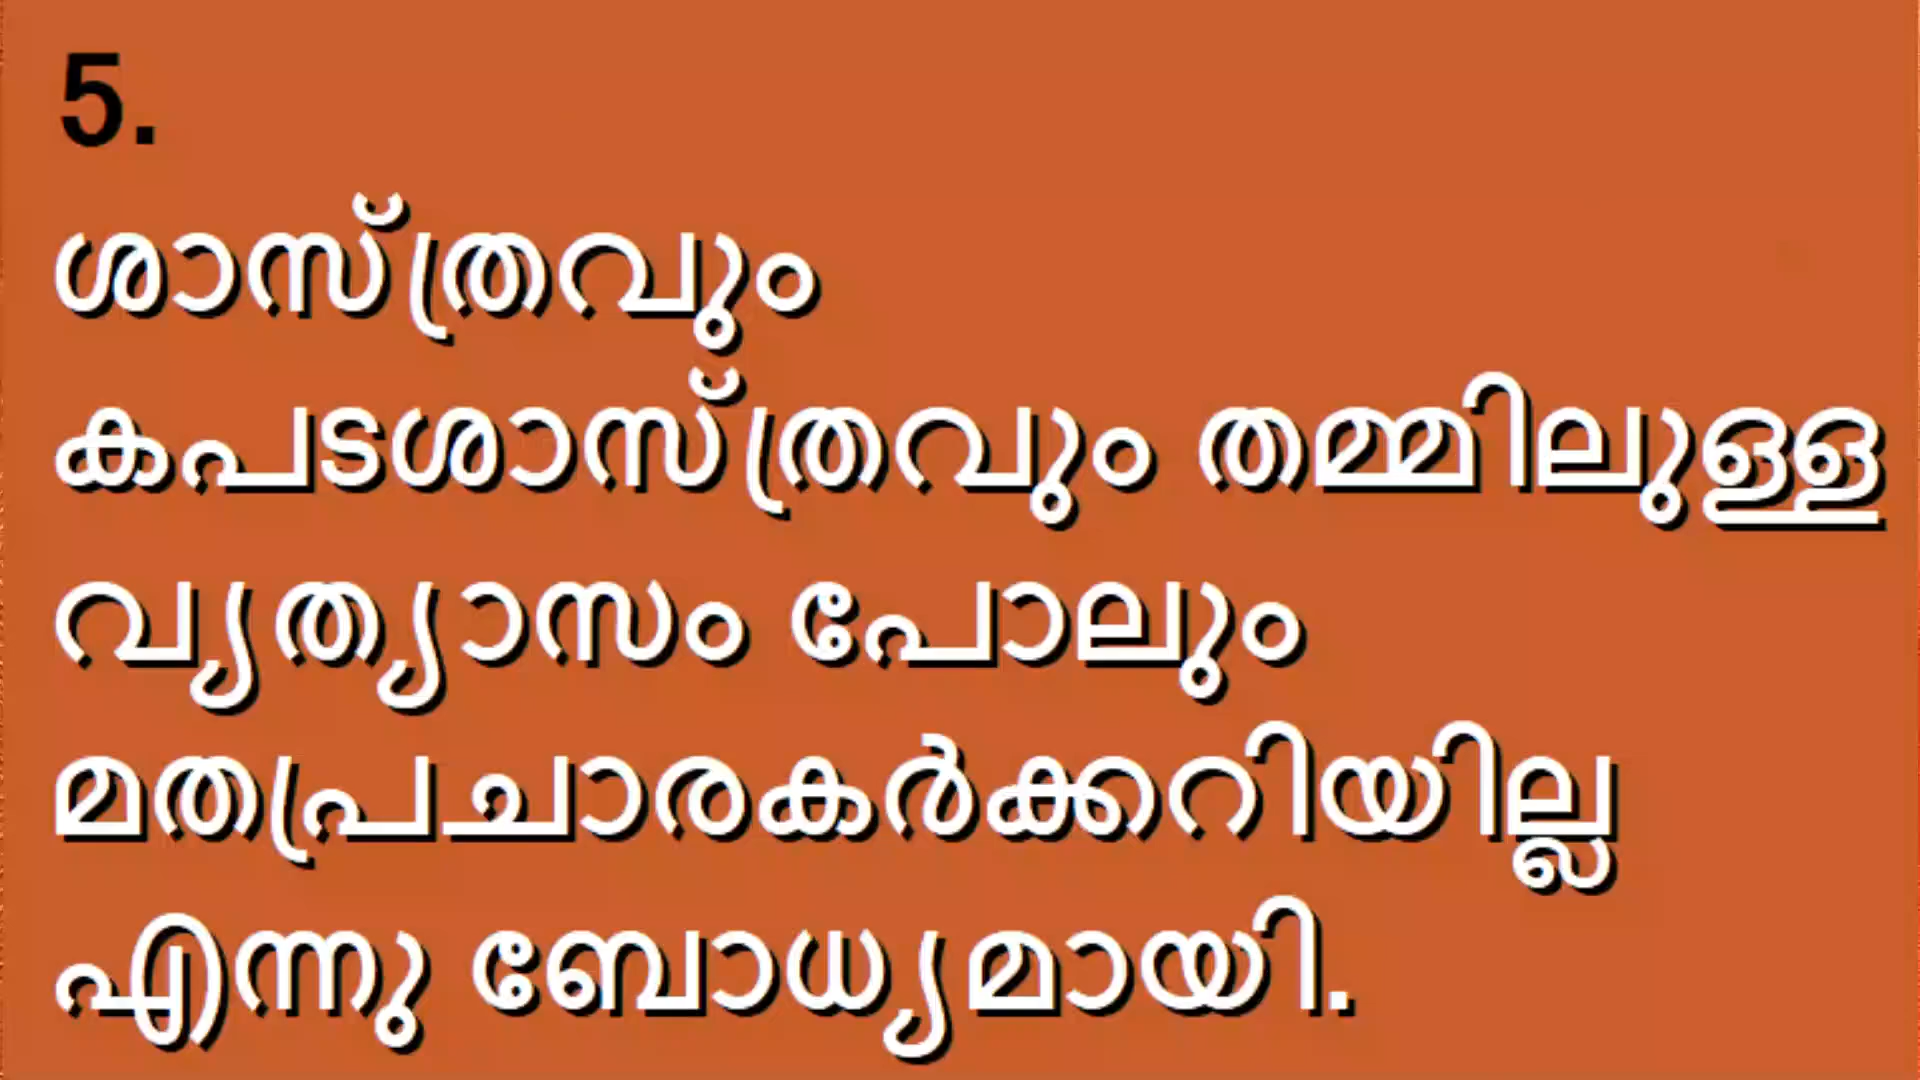 5.
ശാസ്ത്രവും
കപടശാസ്ത്രവും തമ്മിലുള്ള
വ്യത്യാസം പോലും
മതപ്രചാരകർക്കറിയില്ല
എന്നു ബോധ്യമായി.